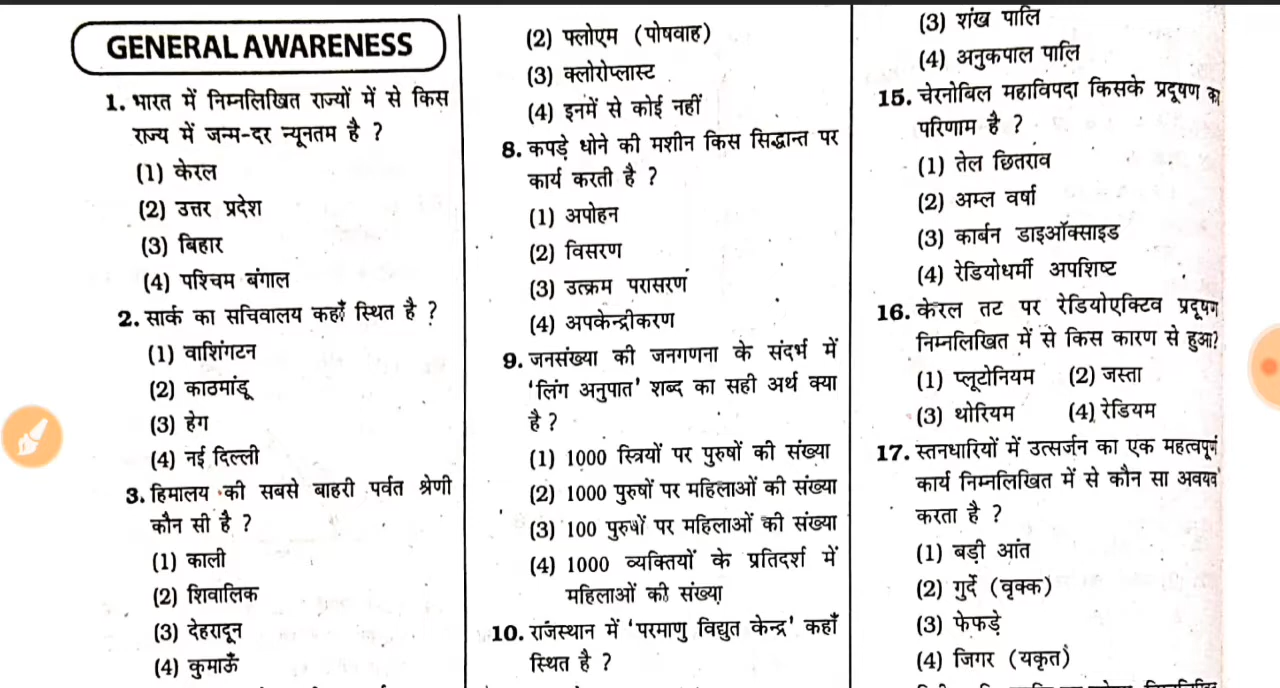 GENERAL AWARENESS
1. भारत में निम्नलिखित राज्यों में से किस
राज्य में जन्म-दर न्यूनतम है ?
(1) केरल
(2) उत्तर प्रदेश
(3) बिहार
(4) पश्चिम बंगाल
2. सार्क का सचिवालय कहाँ स्थित है ?
(1) वाशिंगटन
(2) काठमांडू
(3) हेग
(4) नई दिल्ली
3. हिमालय की सबसे बाहरी पर्वत श्रेणी
कौन सी है ?
(1) काली
(2) शिवालिक
(3) देहरादून
(4) कुमाऊँ
(2) फ्लोएम (पोषवाह)
(3) क्लोरोप्लास्ट
(4) इनमें से कोई नहीं
8. कपड़े धोने की मशीन किस सिद्धान्त पर
कार्य करती है ?
(1) अपोहन
(2) विसरण
(3) उत्क्रम परासरण
(4) अपकेन्द्रीकरण
9. जनसंख्या की जनगणना के संदर्भ में
'लिंग अनुपात' शब्द का सही अर्थ क्या
है ?
(1) 1000 स्त्रियों पर पुरुषों की संख्या
(2) 1000 पुरुषों पर महिलाओं की संख्या
(3) 100 पुरुषों पर महिलाओं की संख्या
(4) 1000 व्यक्तियों के प्रतिदर्श में
महिलाओं की संख्या
10. राजस्थान में 'परमाणु विद्युत केन्द्र' कहाँ
स्थित है ?
(3) शंख पालि
(4) अनुकपाल पालि
15. चेरनोबिल महाविपदा किसके प्रदूषण का
परिणाम है ?
(1) तेल छितराव
(2) अम्ल वर्षा
(3) कार्बन डाइऑक्साइड
(4) रेडियोधर्मी अपशिष्ट
16. केरल तट पर रेडियोएक्टिव प्रदूषण
निम्नलिखित में से किस कारण से हुआ?
(1) प्लूटोनियम (2) जस्ता
(3) थोरियम (4) रेडियम
17. स्तनधारियों में उत्सर्जन का एक महत्वपूर्ण
कार्य निम्नलिखित में से कौन सा अवयव
करता है ?
(1) बड़ी आंत
(2) गुर्दे (वृक्क)
(3) फेफड़े
(4) जिगर (यकृत)